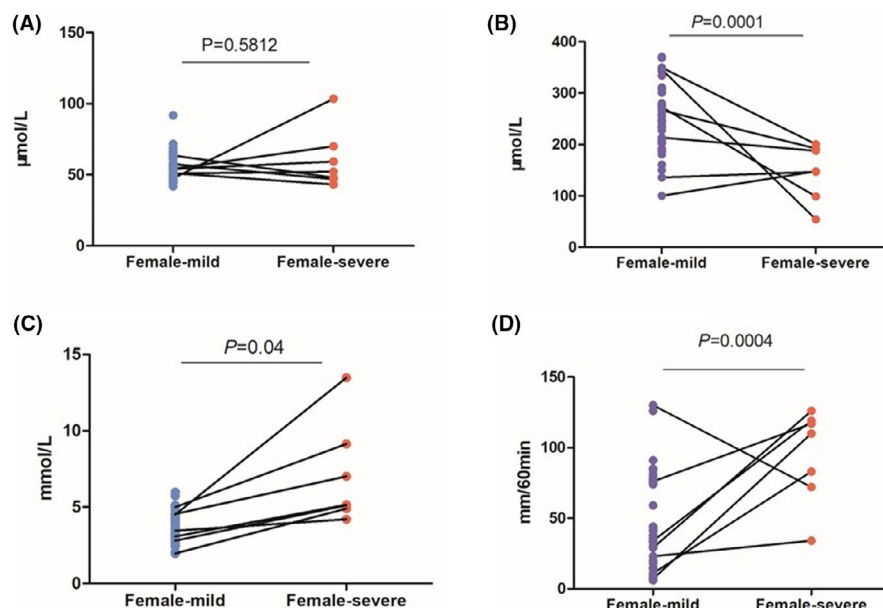 (A)
P=0.5812
µmol/L
150
100
50
0
Female-mild Female-severe
(B)
P=0.0001
µmol/L
400
300
200
100
0
Female-mild Female-severe
(C)
P=0.04
mmol/L
15
10
5
0
Female-mild Female-severe
(D)
P=0.0004
mm/60min
150
100
50
0
Female-mild Female-severe